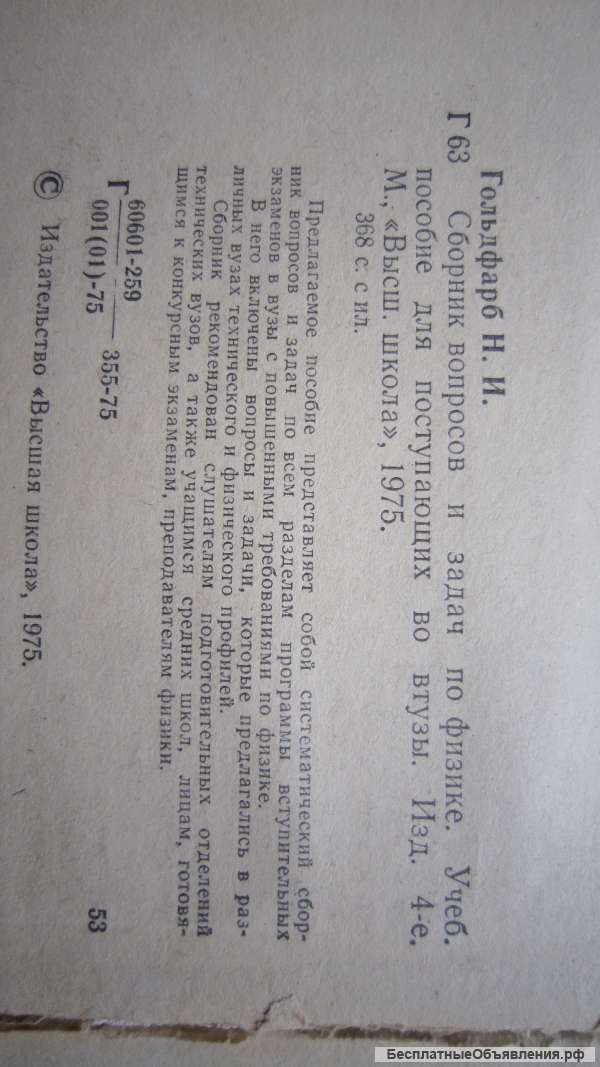 Гольдфарб Н. И.
Г 63 Сборник вопросов и задач по физике. Учеб.
пособие для поступающих во втузы. Изд. 4-е.
М., «Высш. школа», 1975.
368 с. с ил.
Предлагаемое пособие представляет собой систематический сбор-
ник вопросов и задач по всем разделам программы вступительных
экзаменов в вузы с повышенными требованиями по физике.
В него включены вопросы и задачи, которые предлагались в раз-
личных вузах технического и физического профилей.
Сборник рекомендован слушателям подготовительных отделений
технических вузов, а также учащимся средних школ, лицам, готовя-
щимся к конкурсным экзаменам, преподавателям физики.
60601-259
Г ——— 355-75
001(01)-75
53
© Издательство «Высшая школа», 1975.
БесплатныеОбъявления.рф